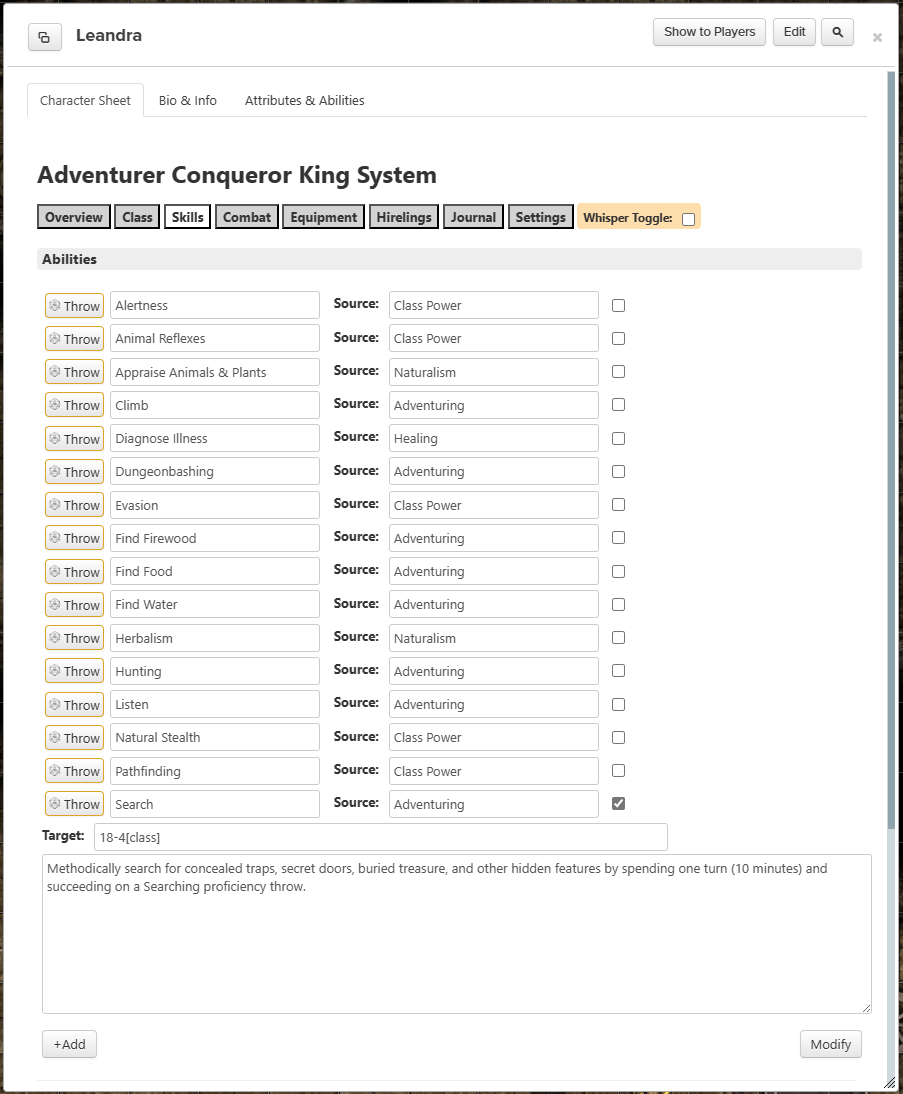 Leandra
Show to Players
Edit
Character Sheet
Bio & Info
Attributes & Abilities
Adventurer Conqueror King System
Overview
Class
Skills
Combat
Equipment
Hirelings
Journal
Settings
Whisper Toggle:
Abilities
Throw Alertness Source: Class Power
Throw Animal Reflexes Source: Class Power
Throw Appraise Animals & Plants Source: Naturalism
Throw Climb Source: Adventuring
Throw Diagnose Illness Source: Healing
Throw Dungeonbashing Source: Adventuring
Throw Evasion Source: Class Power
Throw Find Firewood Source: Adventuring
Throw Find Food Source: Adventuring
Throw Find Water Source: Adventuring
Throw Herbalism Source: Naturalism
Throw Hunting Source: Adventuring
Throw Listen Source: Adventuring
Throw Natural Stealth Source: Class Power
Throw Pathfinding Source: Class Power
Throw Search Source: Adventuring
Target: 18-4[class]
Methodically search for concealed traps, secret doors, buried treasure, and other hidden features by spending one turn (10 minutes) and
succeeding on a Searching proficiency throw.
+Add
Modify